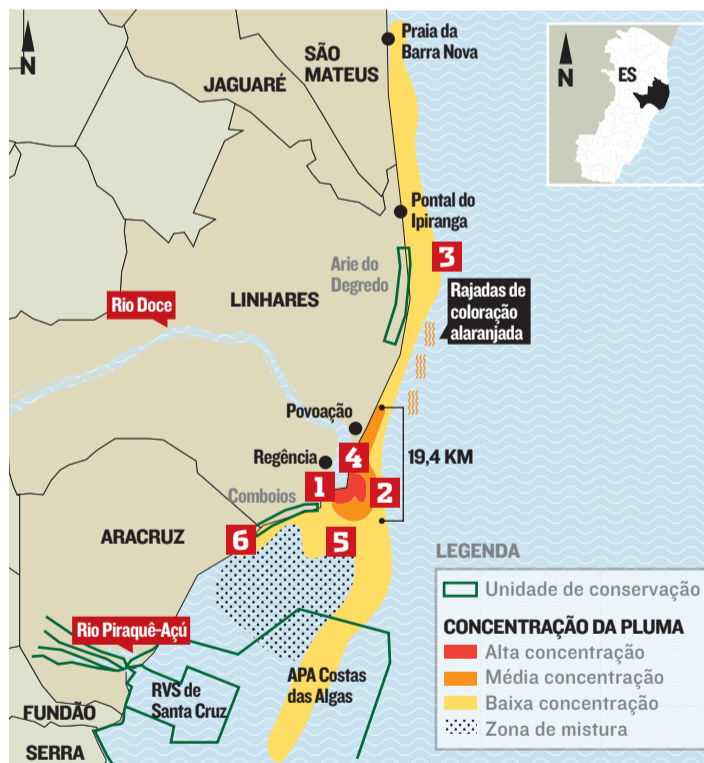 N
SÃO
MATEUS
JAGUARÉ
Praia da
Barra Nova
N
ES
Pontal do
Ipiranga
Arie do
Degredo
3
LINHARES
Rio Doce
Rajadas de
coloração
alaranjada
Povoação
Regência
4
19,4 KM
Comboios
1
2
ARACRUZ
6
5
Rio Piraquê-Açú
RVS de
Santa Cruz
APA Costas
das Algas
FUNDÃO
SERRA
LEGENDA
Unidade de conservação
CONCENTRAÇÃO DA PLUMA
Alta concentração
Média concentração
Baixa concentração
Zona de mistura